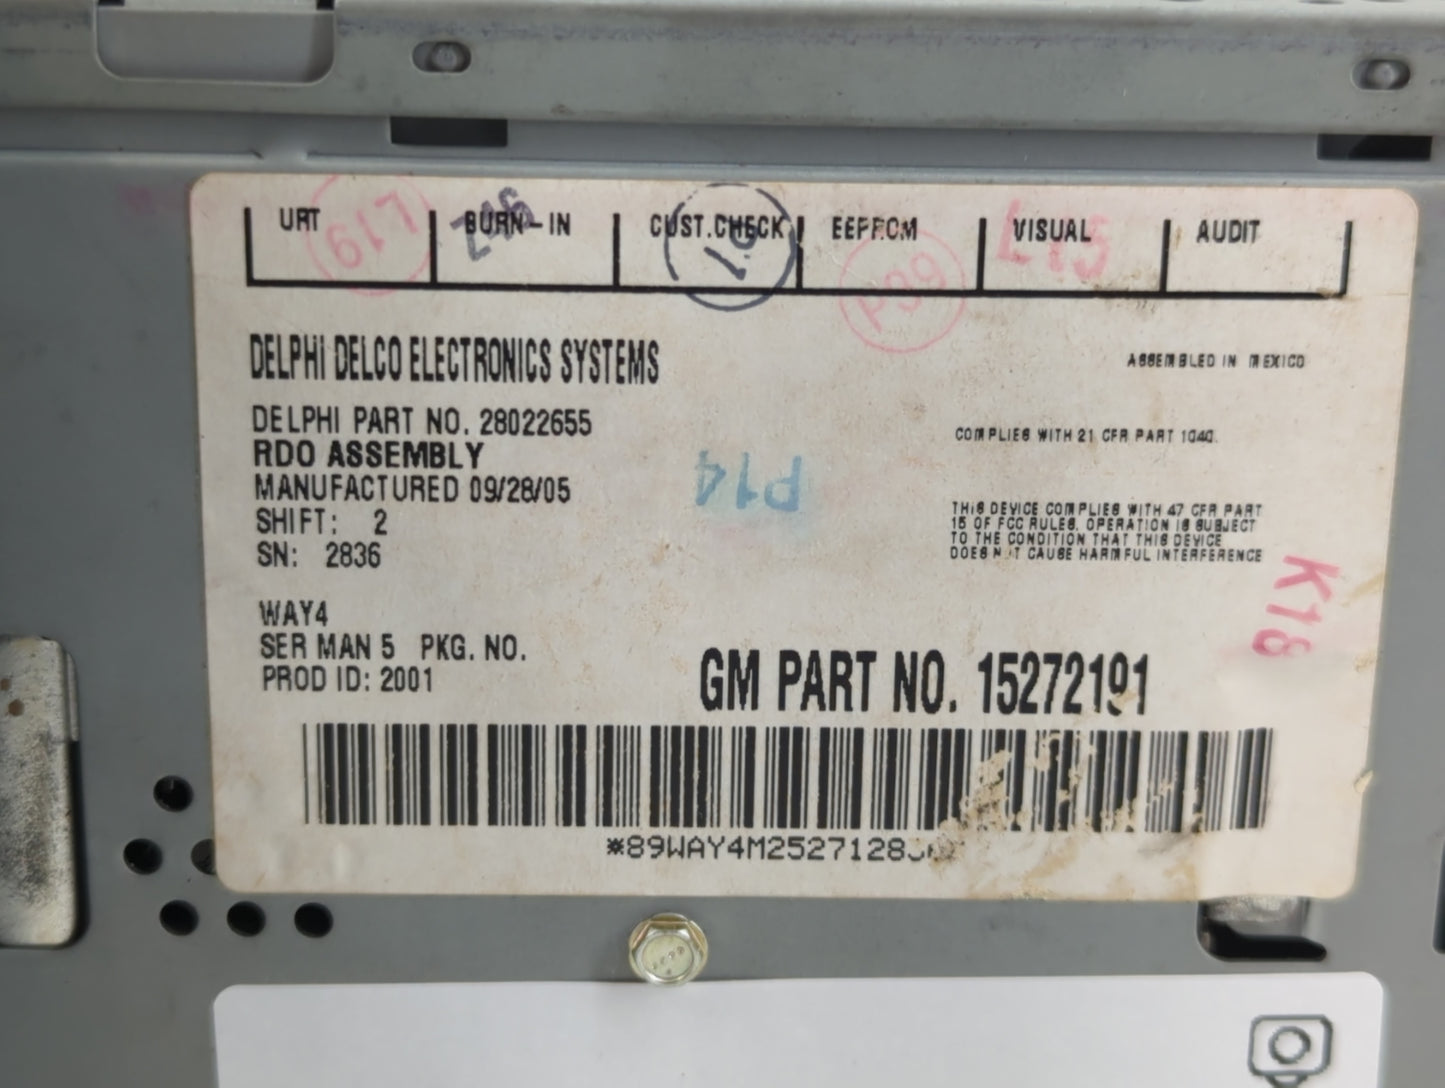 URT BURN-IN CUST.CHECK EEPROM VISUAL AUDIT
L19 246 10 P39 L15
DELPHI DELCO ELECTRONICS SYSTEMS
ASSEMBLED IN MEXICO
DELPHI PART NO. 28022655
RDO ASSEMBLY
MANUFACTURED 09/28/05
SHIFT: 2
SN: 2836
COMPLIES WITH 21 CFR PART 1040.
P14
THIS DEVICE COMPLIES WITH 47 CFR PART
15 OF FCC RULES. OPERATION IS SUBJECT
TO THE CONDITION THAT THIS DEVICE
DOES NOT CAUSE HARMFUL INTERFERENCE
K18
WAY4
SER MAN 5 PKG. NO.
PROD ID: 2001
GM PART NO. 15272191
*89WAY4M2527128